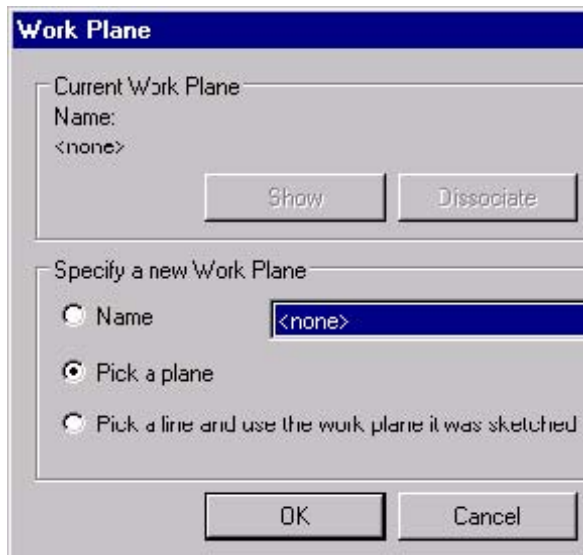 Work Plane
Current Work Plane
Name:
<none>
Show Dissociate
Specify a new Work Plane
Name <none>
Pick a plane
Pick a line and use the work plane it was sketched
OK Cancel